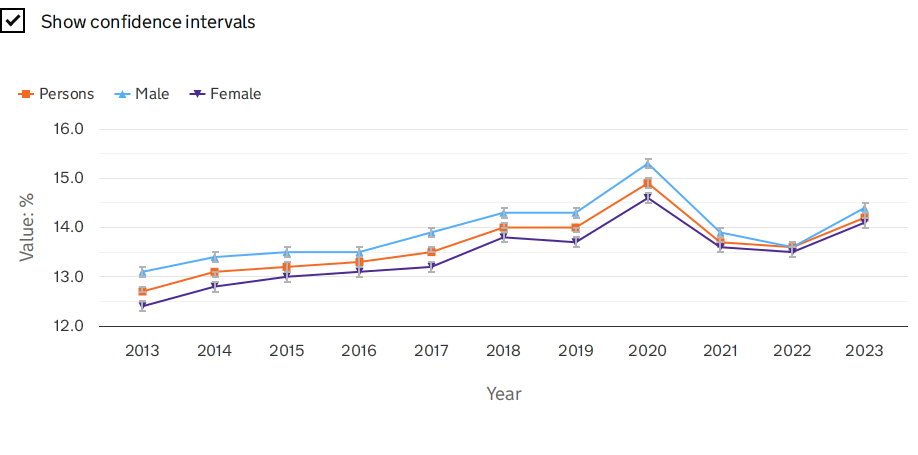 Show confidence intervals
Persons Male Female
16.0
15.0
14.0
13.0
12.0
Value: %
2013 2014 2015 2016 2017 2018 2019 2020 2021 2022 2023
Year